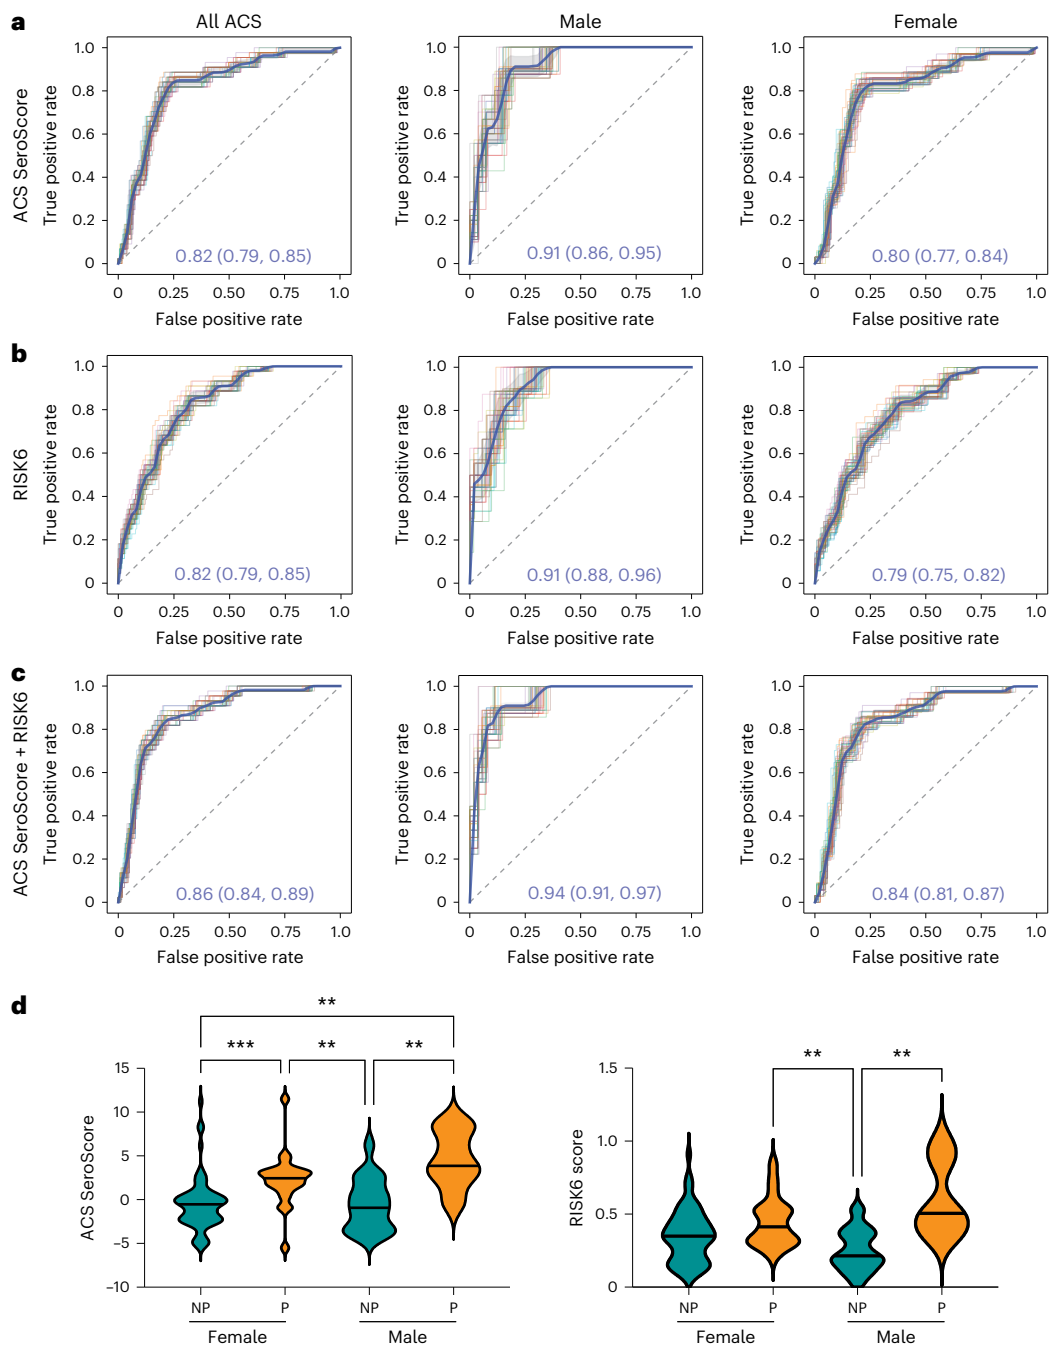 a
All ACS
Male
Female
ACS SeroScore
True positive rate
1.0
0.8
0.6
0.4
0.2
0
0.82 (0.79, 0.85)
0 0.25 0.50 0.75 1.0
False positive rate
True positive rate
1.0
0.8
0.6
0.4
0.2
0
0.91 (0.86, 0.95)
0 0.25 0.50 0.75 1.0
False positive rate
True positive rate
1.0
0.8
0.6
0.4
0.2
0
0.80 (0.77, 0.84)
0 0.25 0.50 0.75 1.0
False positive rate
b
RISK6
True positive rate
1.0
0.8
0.6
0.4
0.2
0
0.82 (0.79, 0.85)
0 0.25 0.50 0.75 1.0
False positive rate
True positive rate
1.0
0.8
0.6
0.4
0.2
0
0.91 (0.88, 0.96)
0 0.25 0.50 0.75 1.0
False positive rate
True positive rate
1.0
0.8
0.6
0.4
0.2
0
0.79 (0.75, 0.82)
0 0.25 0.50 0.75 1.0
False positive rate
c
ACS SeroScore + RISK6
True positive rate
1.0
0.8
0.6
0.4
0.2
0
0.86 (0.84, 0.89)
0 0.25 0.50 0.75 1.0
False positive rate
True positive rate
1.0
0.8
0.6
0.4
0.2
0
0.94 (0.91, 0.97)
0 0.25 0.50 0.75 1.0
False positive rate
True positive rate
1.0
0.8
0.6
0.4
0.2
0
0.84 (0.81, 0.87)
0 0.25 0.50 0.75 1.0
False positive rate
d
**
*** ** **
ACS SeroScore
15
10
5
0
–5
–10
NP P NP P
Female Male
** **
RISK6 score
1.5
1.0
0.5
0
NP P NP P
Female Male